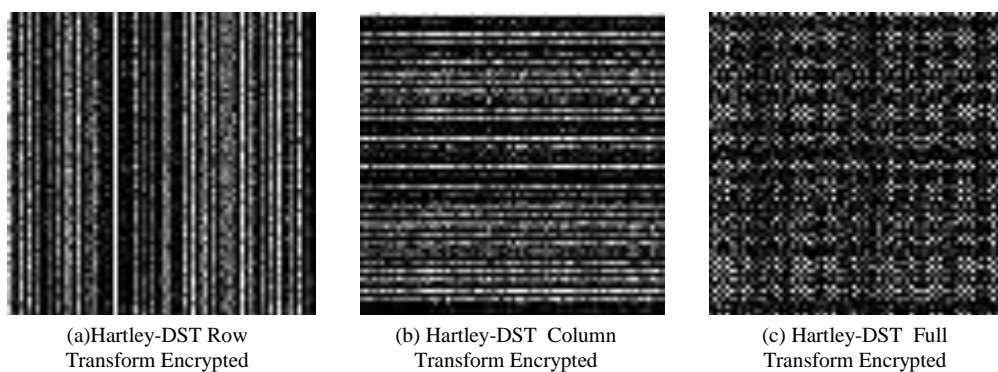 (a)Hartley-DST Row
Transform Encrypted
(b) Hartley-DST Column
Transform Encrypted
(c) Hartley-DST Full
Transform Encrypted